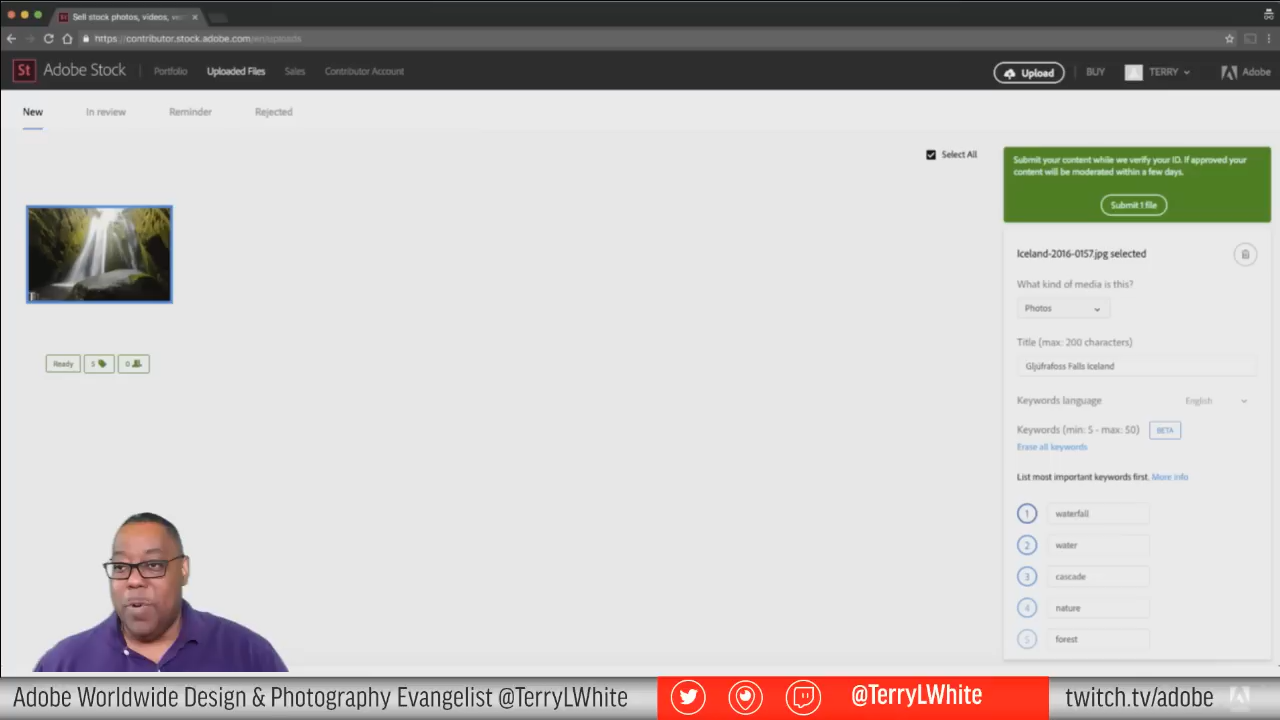 Sell stock photos, videos, ve
https://contributor.stock.adobe.com/en/uploads
St Adobe Stock Portfolio Uploaded Files Sales Contributor Account Upload BUY TERRY Adobe
New In review Reminder Rejected
Select All
Submit your content while we verify your ID. If approved your
content will be moderated within a few days.
Submit 1 file
Iceland-2016-0157.jpg selected
What kind of media is this?
Photos
Title (max: 200 characters)
Gljúfrafoss Falls Iceland
Keywords language English
Keywords (min: 5 - max: 50) BETA
Erase all keywords
List most important keywords first. More info
1 waterfall
2 water
3 cascade
4 nature
5 forest
Ready 5 0
Adobe Worldwide Design & Photography Evangelist @TerryLWhite @TerryLWhite twitch.tv/adobe